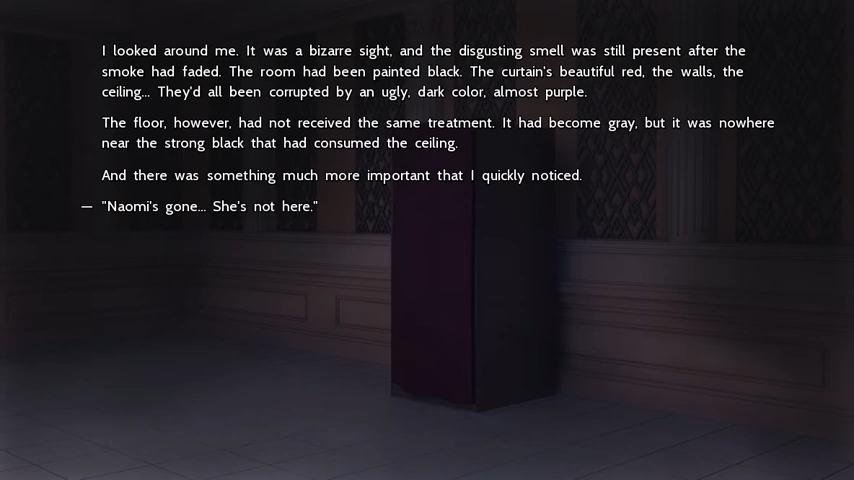 I looked around me. It was a bizarre sight, and the disgusting smell was still present after the
smoke had faded. The room had been painted black. The curtain's beautiful red, the walls, the
ceiling... They'd all been corrupted by an ugly, dark color, almost purple.
The floor, however, had not received the same treatment. It had become gray, but it was nowhere
near the strong black that had consumed the ceiling.
And there was something much more important that I quickly noticed.
— "Naomi's gone... She's not here."